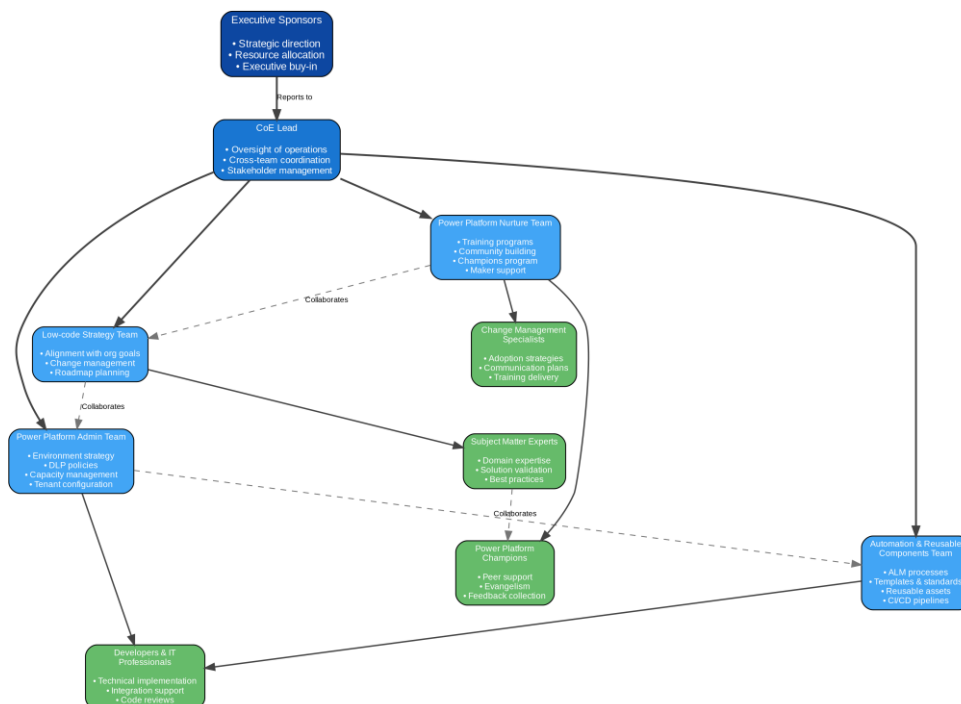 Executive Sponsors
• Strategic direction
• Resource allocation
• Executive buy-in
Reports to
CoE Lead
• Oversight of operations
• Cross-team coordination
• Stakeholder management
Power Platform Nurture Team
• Training programs
• Community building
• Champions program
• Maker support
Collaborates
Low-code Strategy Team
• Alignment with org goals
• Change management
• Roadmap planning
Change Management
Specialists
• Adoption strategies
• Communication plans
• Training delivery
Collaborates
Power Platform Admin Team
• Environment strategy
• DLP policies
• Capacity management
• Tenant configuration
Subject Matter Experts
• Domain expertise
• Solution validation
• Best practices
Collaborates
Power Platform
Champions
• Peer support
• Evangelism
• Feedback collection
Automation & Reusable
Components Team
• ALM processes
• Templates & standards
• Reusable assets
• CI/CD pipelines
Developers & IT
Professionals
• Technical implementation
• Integration support
• Code reviews